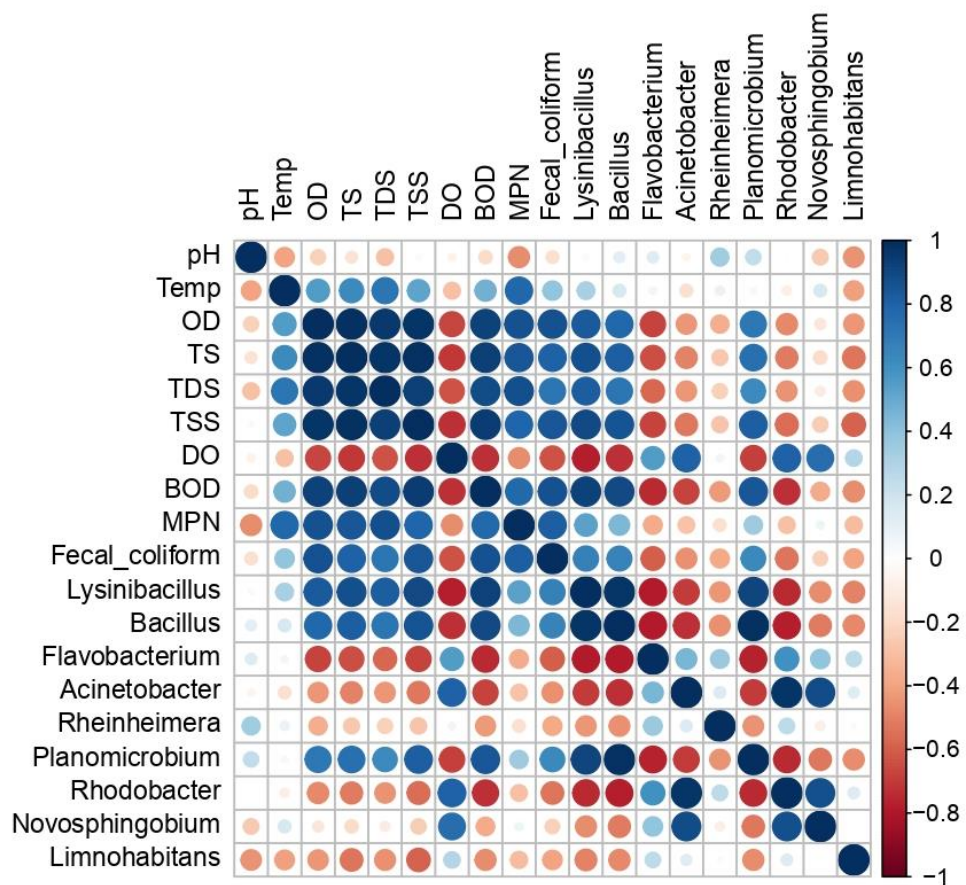 pH
Temp
OD
TS
TDS
TSS
DO
BOD
MPN
Fecal_coliform
Lysinibacillus
Bacillus
Flavobacterium
Acinetobacter
Rheinheimera
Planomicrobium
Rhodobacter
Novosphingobium
Limnohabitans
pH
Temp
OD
TS
TDS
TSS
DO
BOD
MPN
Fecal_coliform
Lysinibacillus
Bacillus
Flavobacterium
Acinetobacter
Rheinheimera
Planomicrobium
Rhodobacter
Novosphingobium
Limnohabitans
1
0.8
0.6
0.4
0.2
0
−0.2
−0.4
−0.6
−0.8
−1